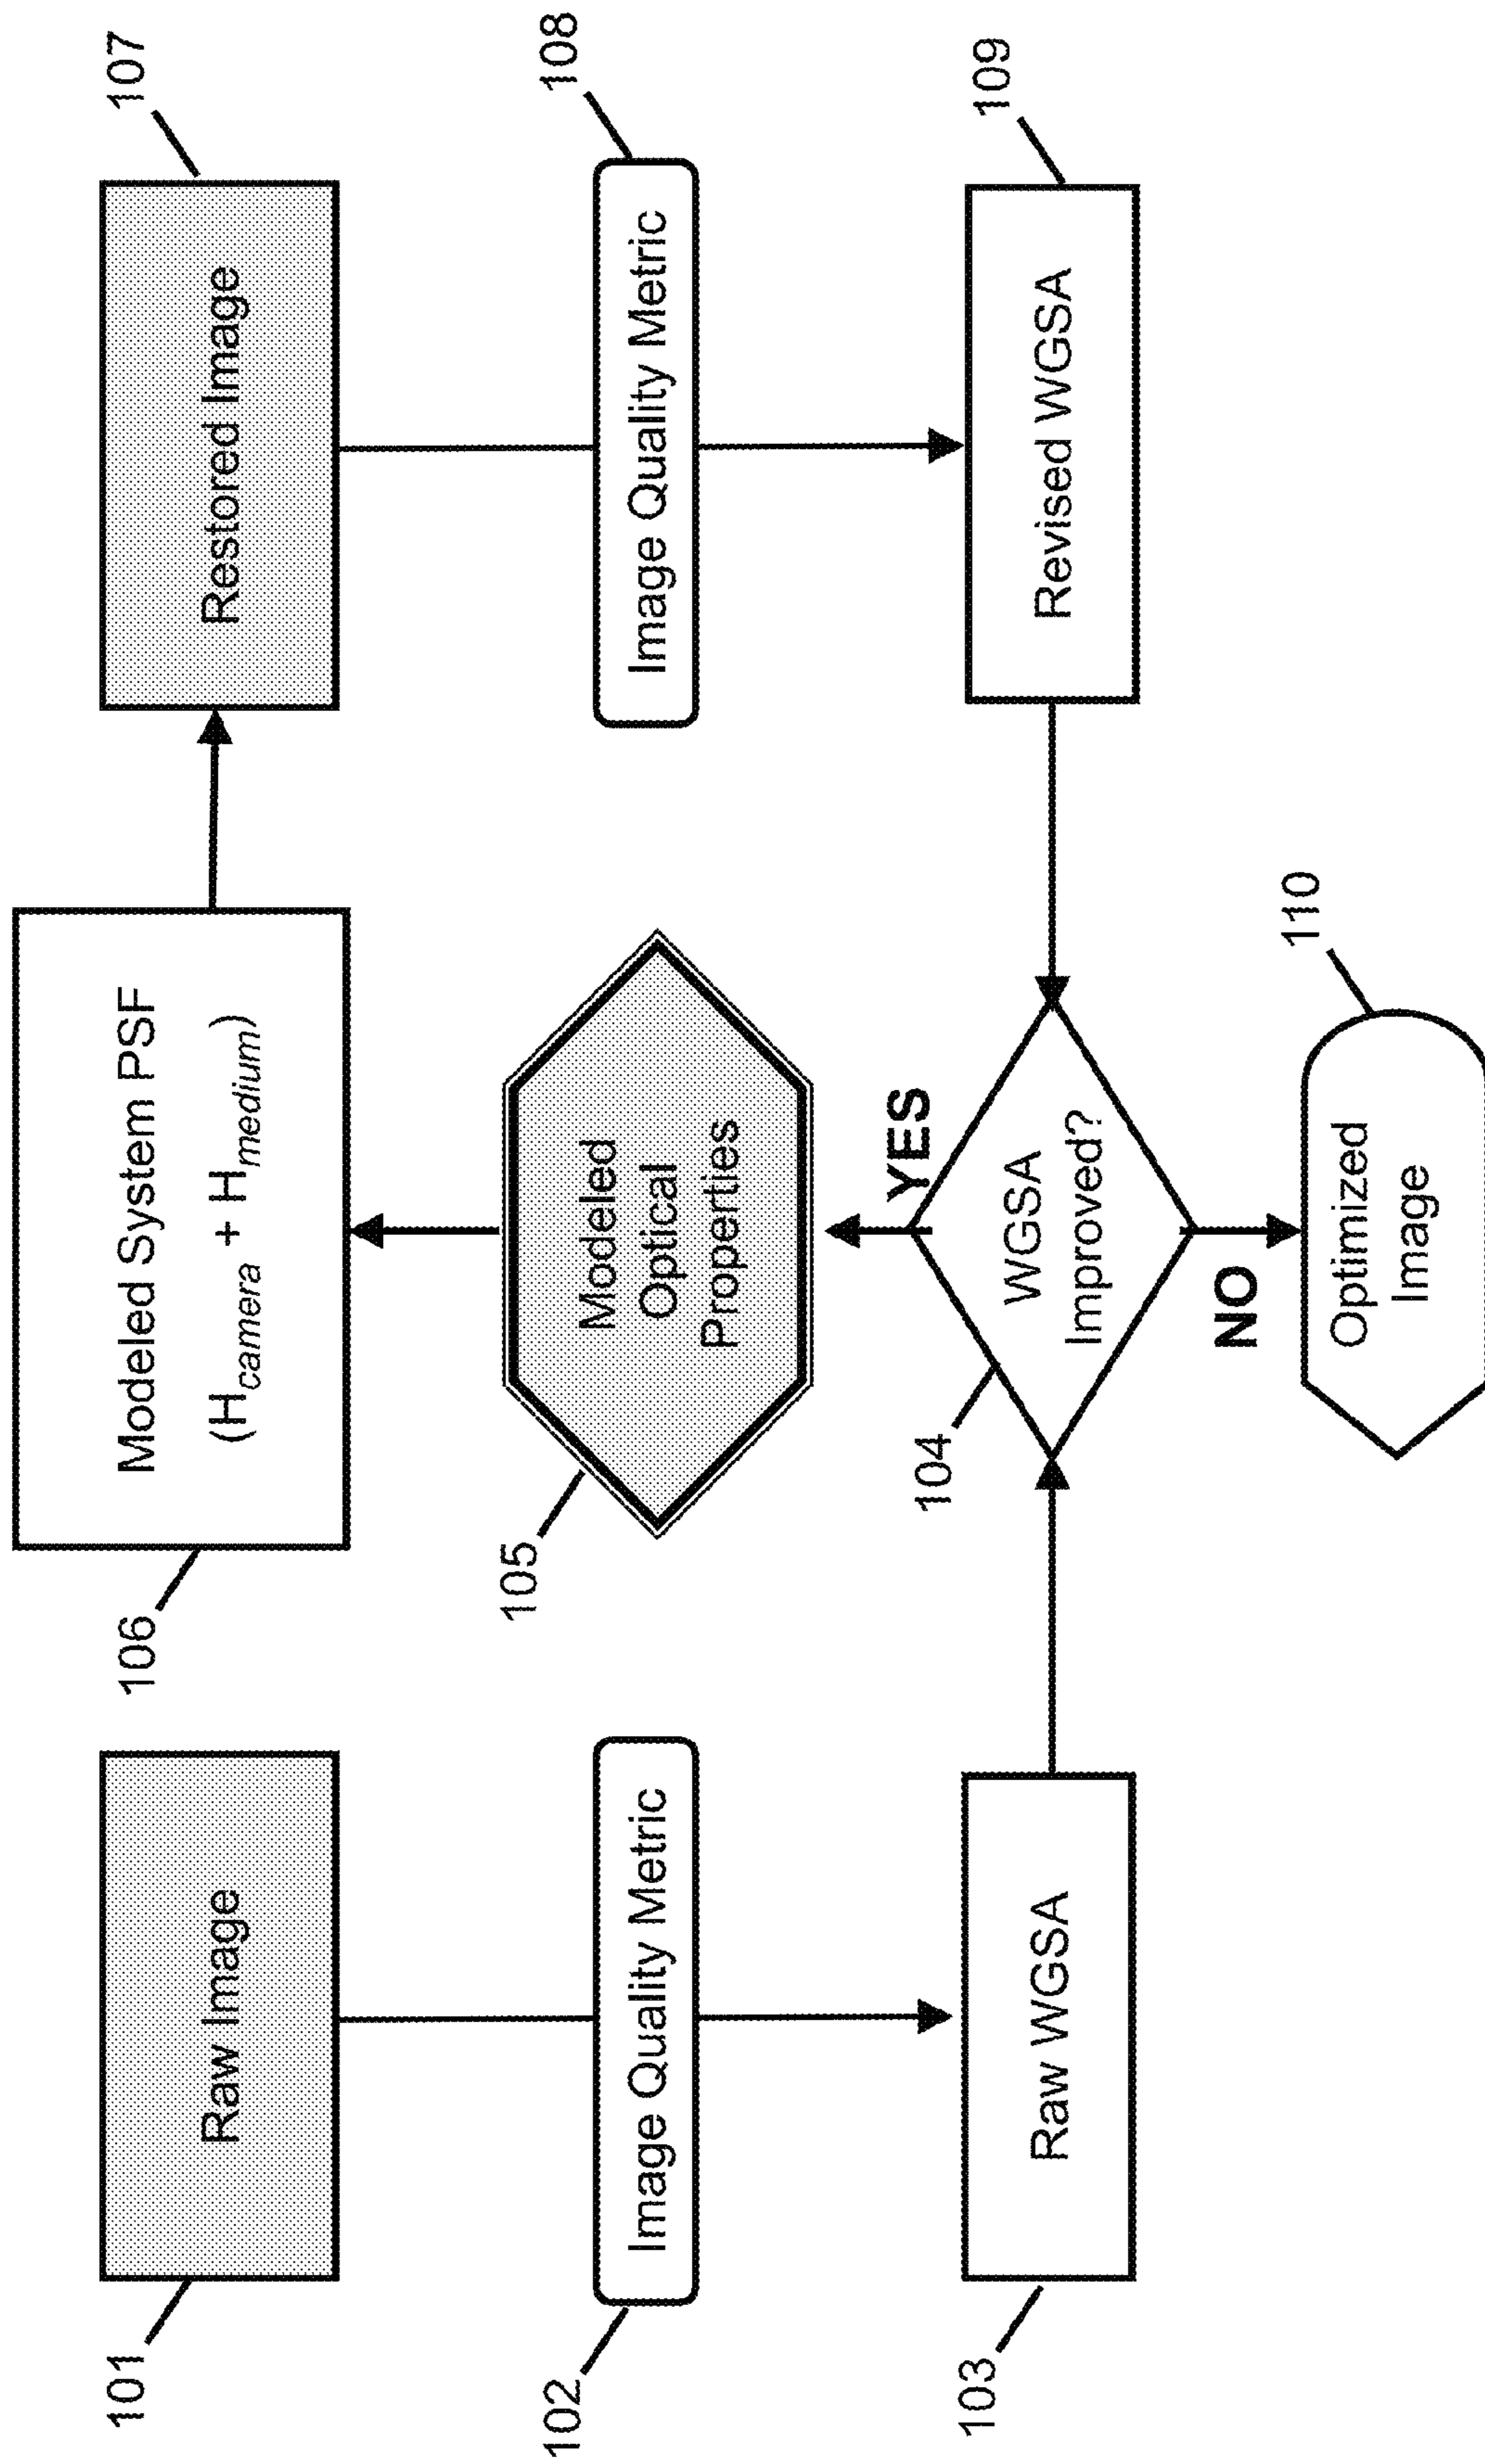 101
Raw Image
102
Image Quality Metric
103
Raw WGSA
106
Modeled System PSF
(Hcamera + Hmedium)
105
Modeled
Optical
Properties
YES
104
WGSA
Improved?
NO
Optimized
Image
110
107
Restored Image
108
Image Quality Metric
109
Revised WGSA